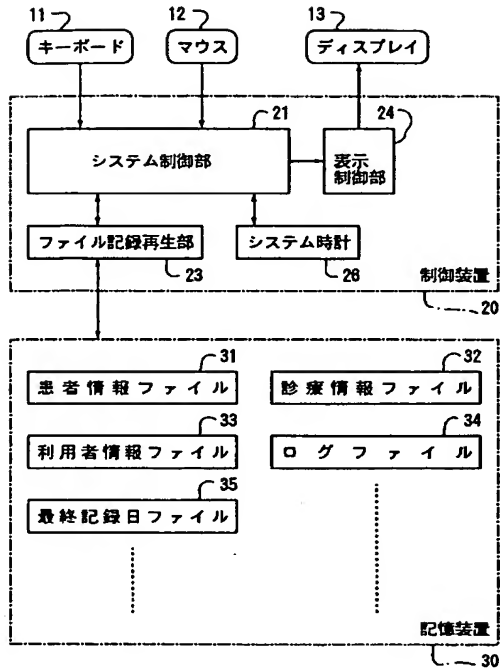 11 12 13
キーボード マウス ディスプレイ
21 24
システム制御部 表示
制御部
ファイル記録再生部 システム時計
23 26 制御装置
20
31 32
患者情報ファイル 診療情報ファイル
33 34
利用者情報ファイル ログファイル
35
最終記録日ファイル
記憶装置
30